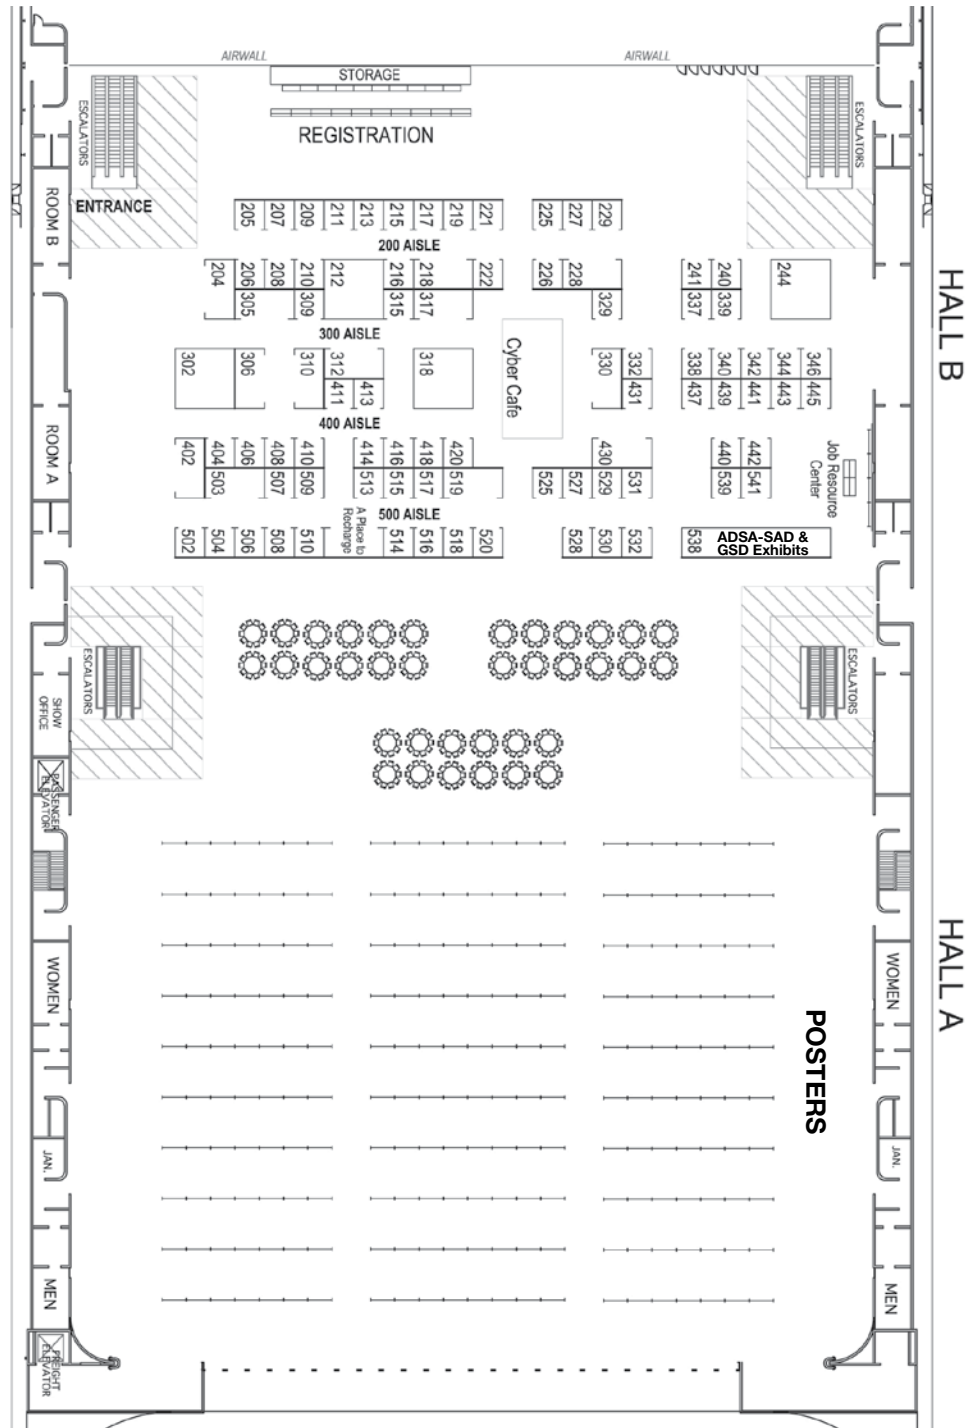 AIRWALL
AIRWALL
STORAGE
REGISTRATION
ESCALATORS
ESCALATORS
ROOM B
ENTRANCE
205 207 209 211 213 215 217 219 221 225 227 229
200 AISLE
204 206 208 210 212 216 218 222 226 228 241 240 244
305 309 315 317 329 337 339
HALL B
300 AISLE
302 306 310 312 318 Cyber Cafe 330 332 338 340 342 344 346
411 413 431 437 439 441 443 445
400 AISLE
ROOM A
402 404 406 408 410 414 416 418 420 430 440 442
503 507 509 513 515 517 519 525 527 529 531 539 541
Job Resource
Center
500 AISLE
A Place to
Recharge
502 504 506 508 510 514 516 518 520 528 530 532 538
ADSA-SAD &
GSD Exhibits
ESCALATORS
ESCALATORS
SHOW
OFFICE
PASSENGER
ELEVATOR
HALL A
WOMEN
WOMEN
POSTERS
JAN.
JAN.
MEN
MEN
FREIGHT
ELEVATOR